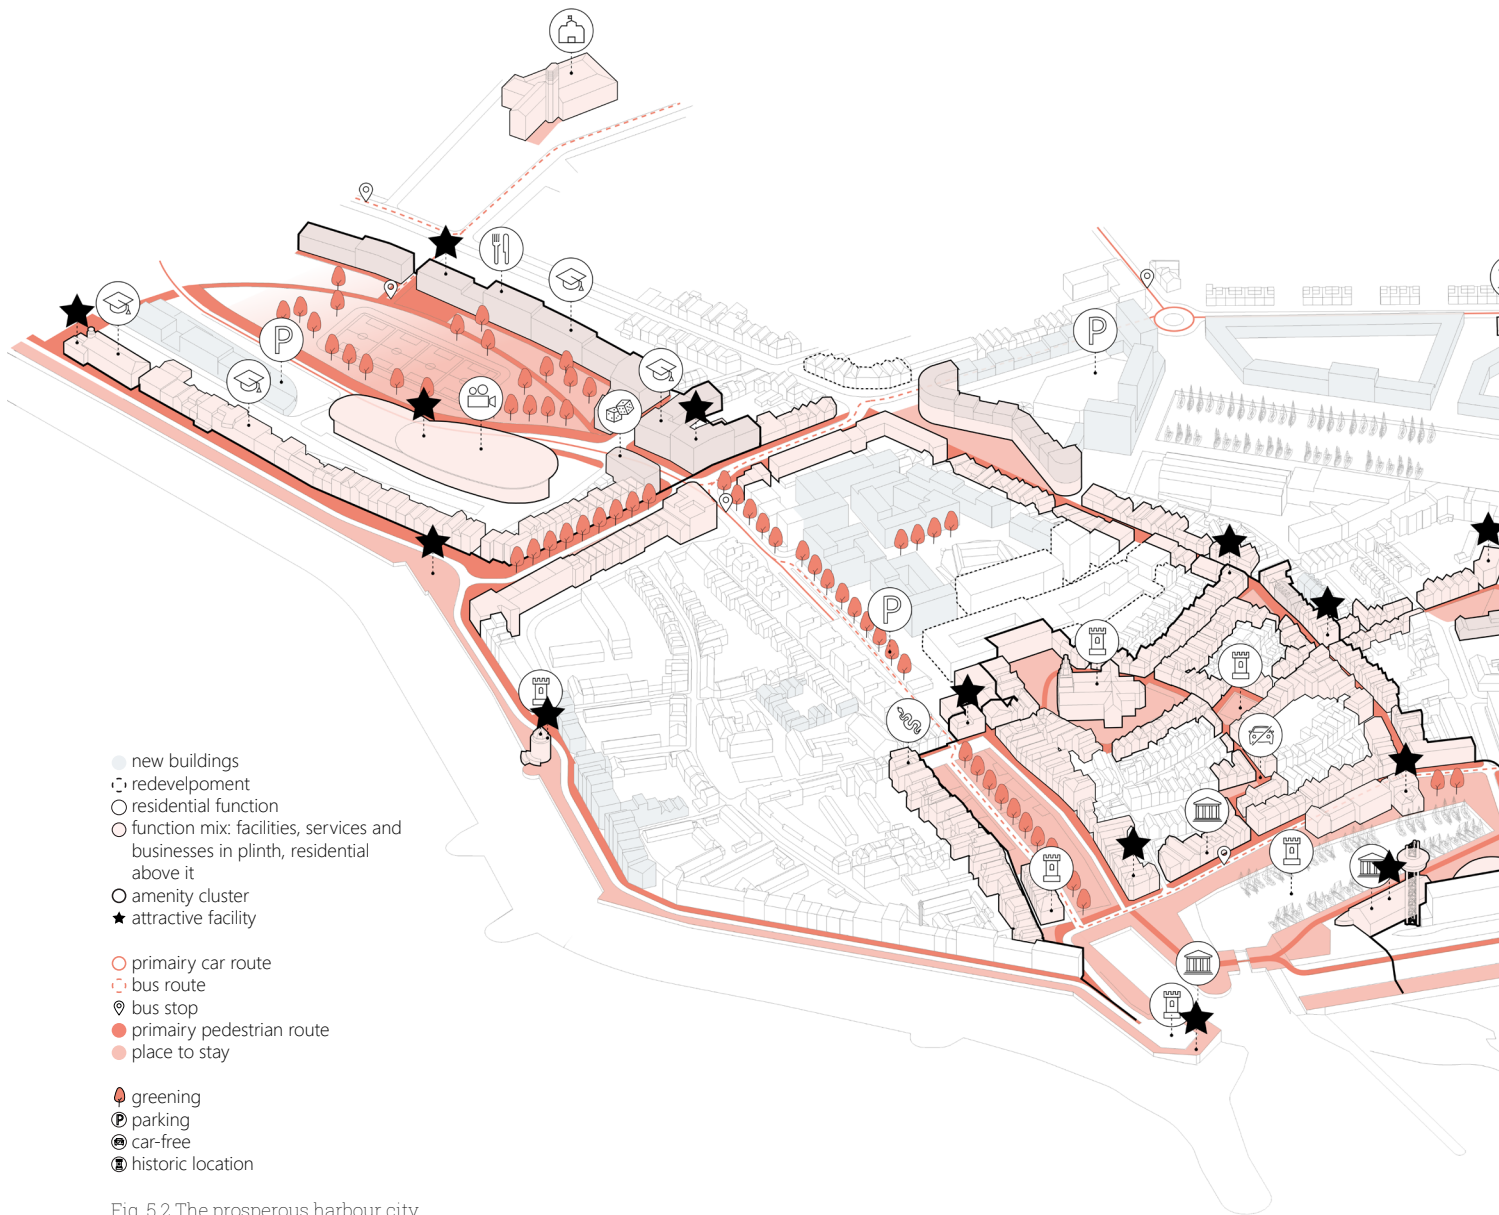 P
P
P
new buildings
redevelpoment
residential function
function mix: facilities, services and
businesses in plinth, residential
above it
amenity cluster
attractive facility
primairy car route
bus route
bus stop
primairy pedestrian route
place to stay
greening
P parking
car-free
historic location
Fig. 5.2 The prosperous harbour city